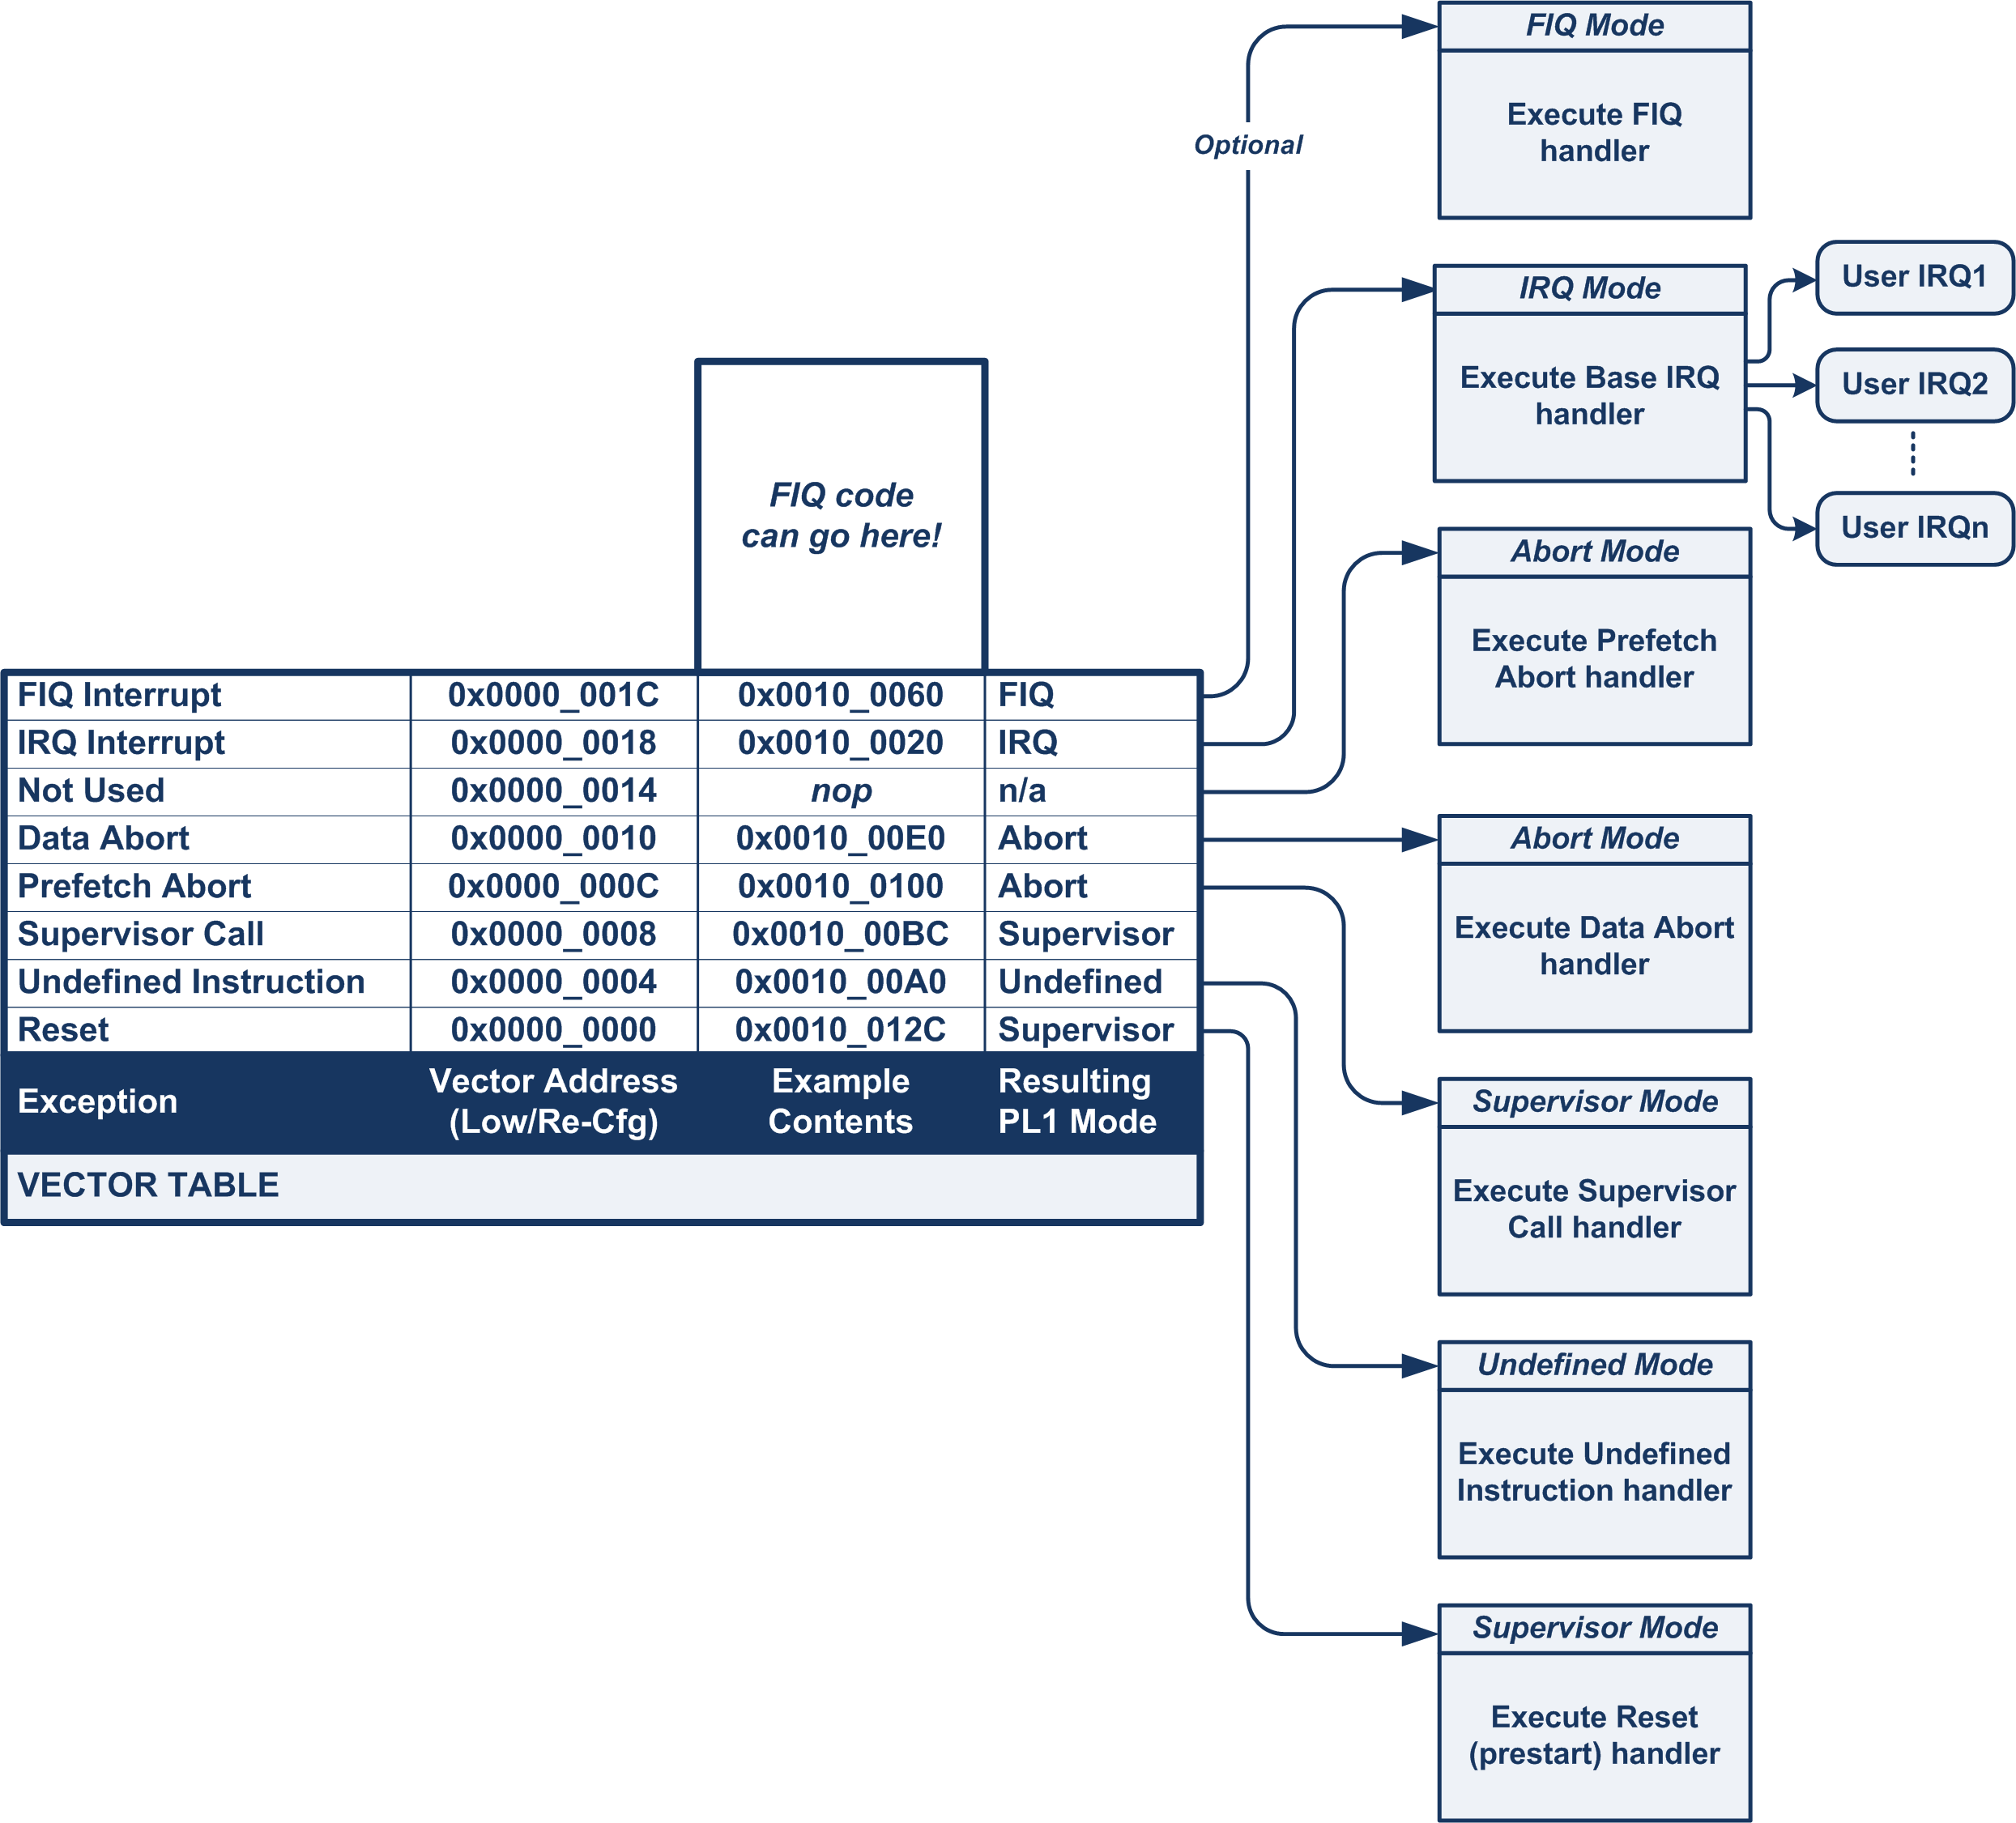 FIQ Mode
Execute FIQ
handler
Optional
IRQ Mode
Execute Base IRQ
handler
User IRQ1
User IRQ2
User IRQn
FIQ code
can go here!
Abort Mode
Execute Prefetch
Abort handler
FIQ Interrupt 0x0000_001C 0x0010_0060 FIQ
IRQ Interrupt 0x0000_0018 0x0010_0020 IRQ
Not Used 0x0000_0014 nop n/a
Data Abort 0x0000_0010 0x0010_00E0 Abort
Prefetch Abort 0x0000_000C 0x0010_0100 Abort
Supervisor Call 0x0000_0008 0x0010_00BC Supervisor
Undefined Instruction 0x0000_0004 0x0010_00A0 Undefined
Reset 0x0000_0000 0x0010_012C Supervisor
Exception
Vector Address
(Low/Re-Cfg)
Example
Contents
Resulting
PL1 Mode
VECTOR TABLE
Abort Mode
Execute Data Abort
handler
Supervisor Mode
Execute Supervisor
Call handler
Undefined Mode
Execute Undefined
Instruction handler
Supervisor Mode
Execute Reset
(prestart) handler